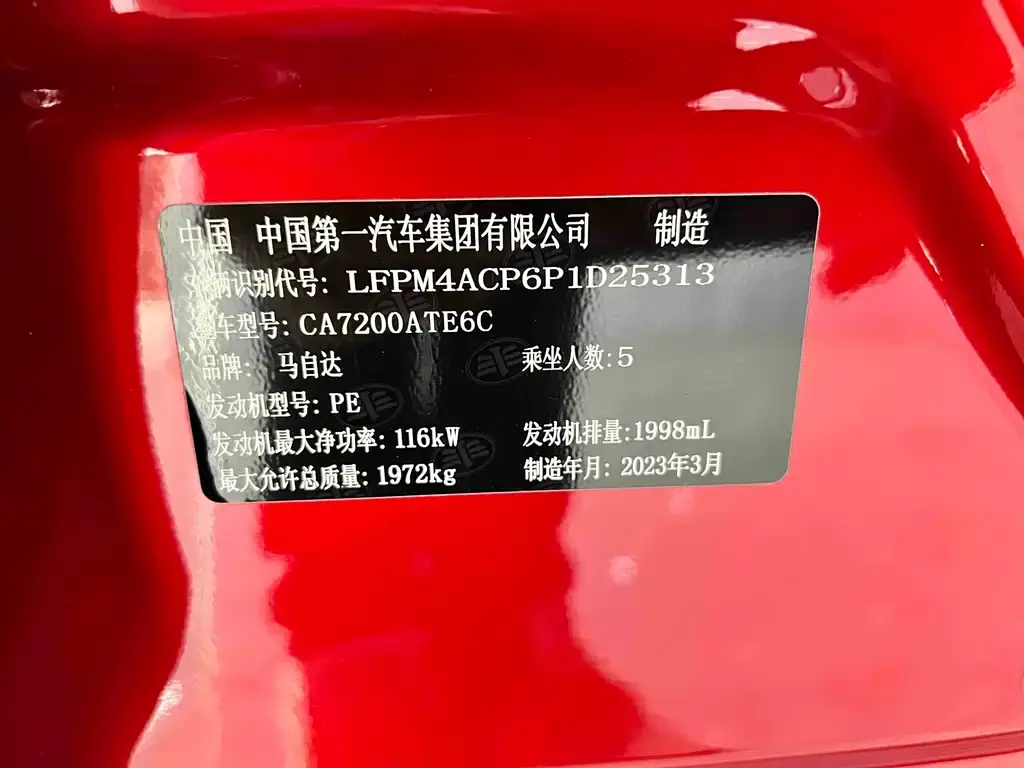 中国 中国第一汽车集团有限公司 制造
车辆识别代号: LFPM4ACP6P1D25313
整车型号: CA7200ATE6C
品牌: 马自达 乘坐人数: 5
发动机型号: PE
发动机最大净功率: 116kW 发动机排量: 1998mL
最大允许总质量: 1972kg 制造年月: 2023年3月